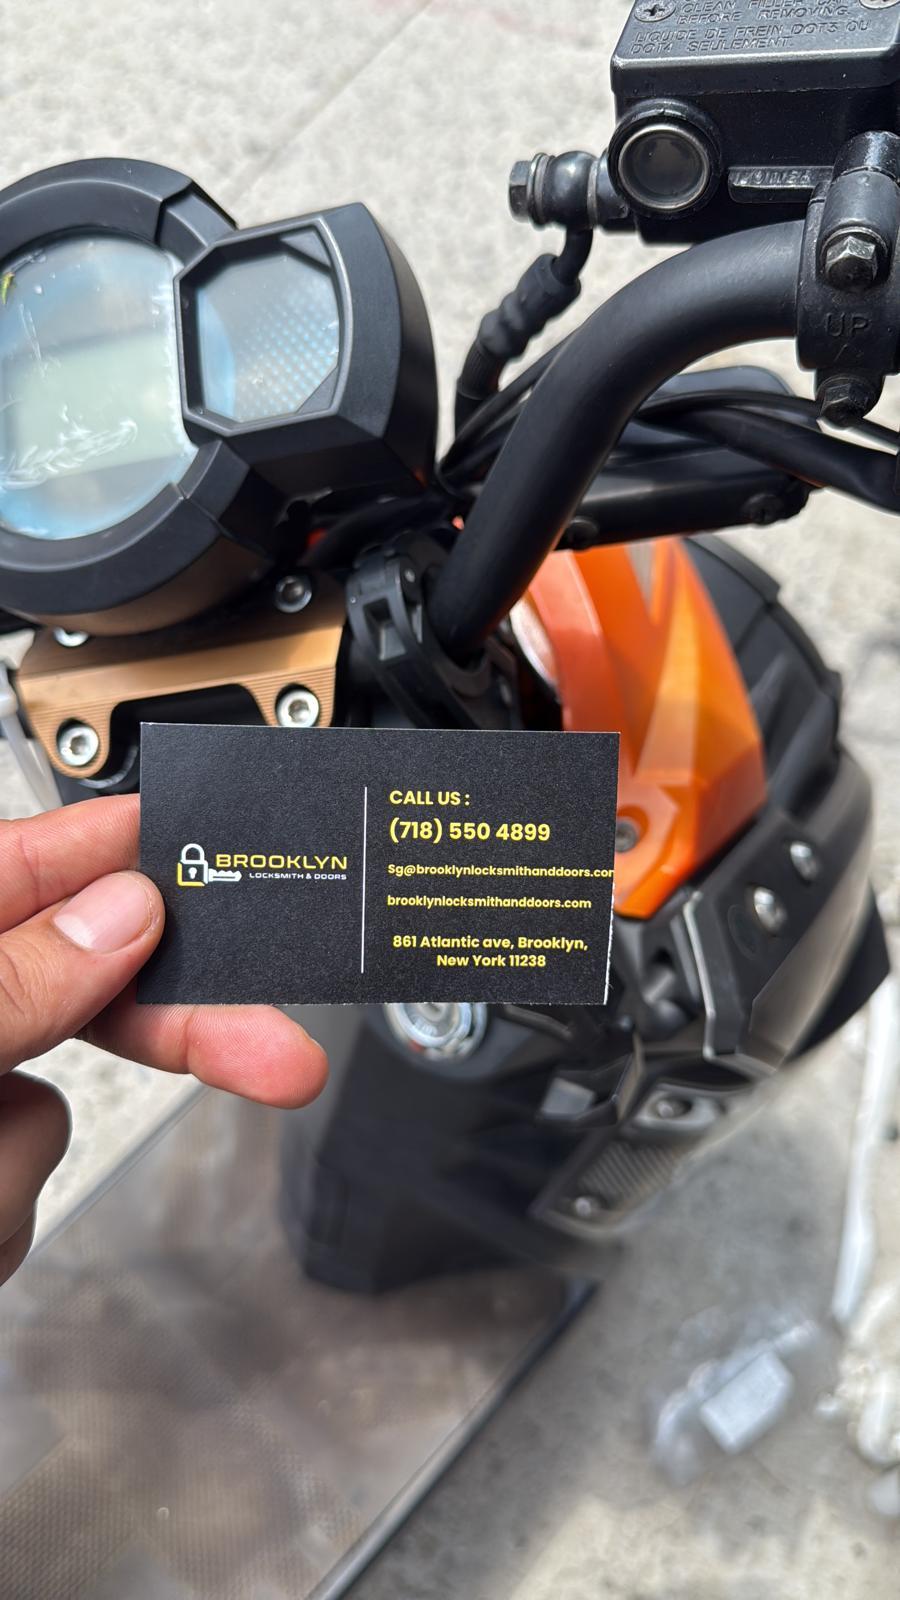 CLEAN FILLER CAP
BEFORE REMOVING.
LIQUIDE DE FREIN DOT3 OU
DOT4 SEULEMENT.
UP
BROOKLYN
LOCKSMITH & DOORS
CALL US :
(718) 550 4899
Sg@brooklynlocksmithanddoors.com
brooklynlocksmithanddoors.com
861 Atlantic ave, Brooklyn,
New York 11238